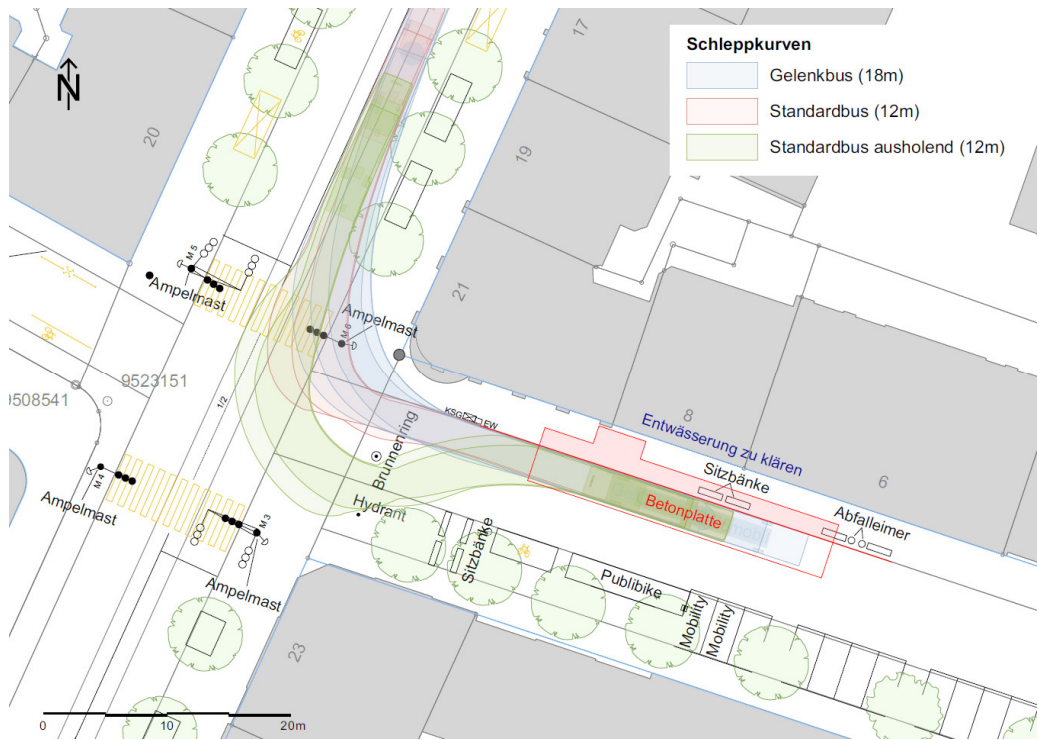 Schleppkurven
Gelenkbus (18m)
Standardbus (12m)
Standardbus ausholend (12m)
N
17
20
19
21
M 5
Ampelmast
M 6
Ampelmast
9523151
9508541
1/2
KSG
EW
8
Entwässerung zu klären
Sitzbänke
6
Brunnenring
Hydrant
Betonplatte
Abfalleimer
M 4
Ampelmast
M 3
Ampelmast
Sitzbänke
Publibike
Mobility
Mobility
23
0
10
20m